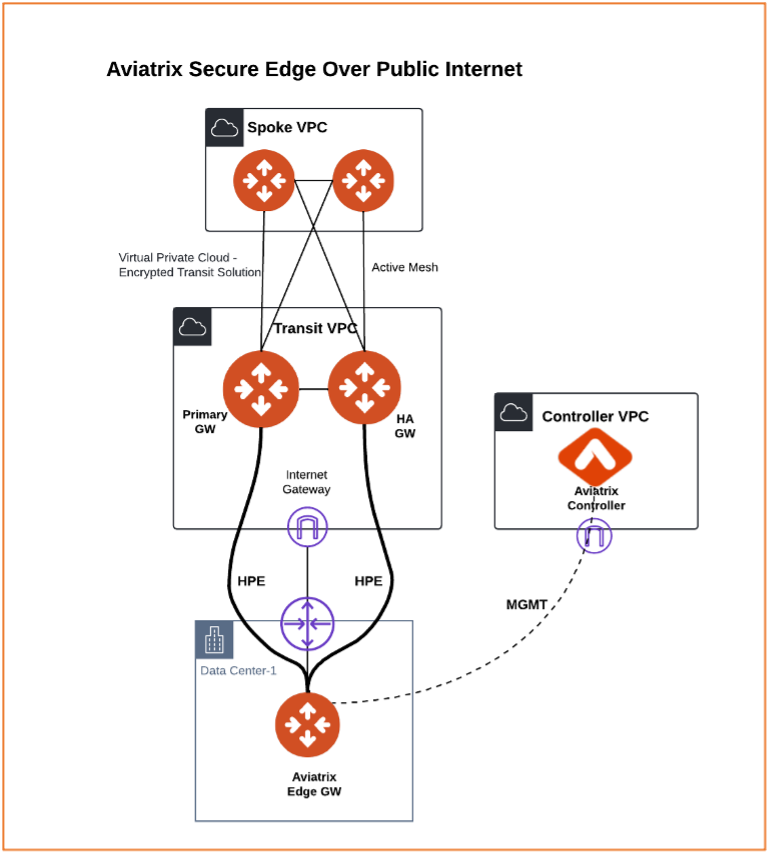 Aviatrix Secure Edge Over Public Internet
Spoke VPC
Virtual Private Cloud -
Encrypted Transit Solution
Active Mesh
Transit VPC
Primary
GW
HA
GW
Controller VPC
Aviatrix
Controller
Internet
Gateway
HPE
HPE
MGMT
Data Center-1
Aviatrix
Edge GW